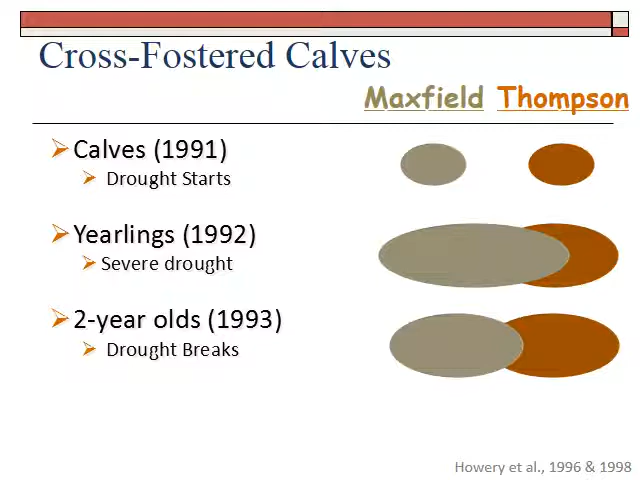 Cross-Fostered Calves
Maxfield Thompson
Calves (1991)
Drought Starts
Yearlings (1992)
Severe drought
2-year olds (1993)
Drought Breaks
Howery et al., 1996 & 1998